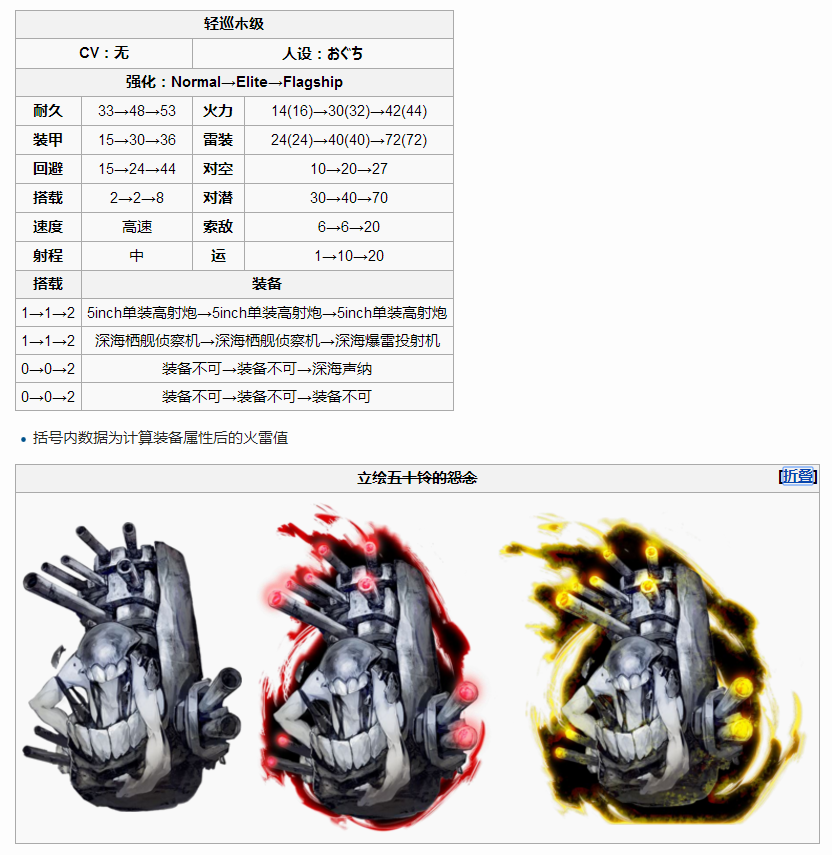 轻巡ホ级
CV：无 人设：おぐち
强化：Normal→Elite→Flagship
耐久 33→48→53 火力 14(16)→30(32)→42(44)
装甲 15→30→36 雷装 24(24)→40(40)→72(72)
回避 15→24→44 对空 10→20→27
搭载 2→2→8 对潜 30→40→70
速度 高速 索敌 6→6→20
射程 中 运 1→10→20
搭载 装备
1→1→2 5inch单装高射炮→5inch单装高射炮→5inch单装高射炮
1→1→2 深海栖舰侦察机→深海栖舰侦察机→深海爆雷投射机
0→0→2 装备不可→装备不可→深海声纳
0→0→2 装备不可→装备不可→装备不可
• 括号内数据为计算装备属性后的火雷值
立绘五十铃的怨念 [折叠]